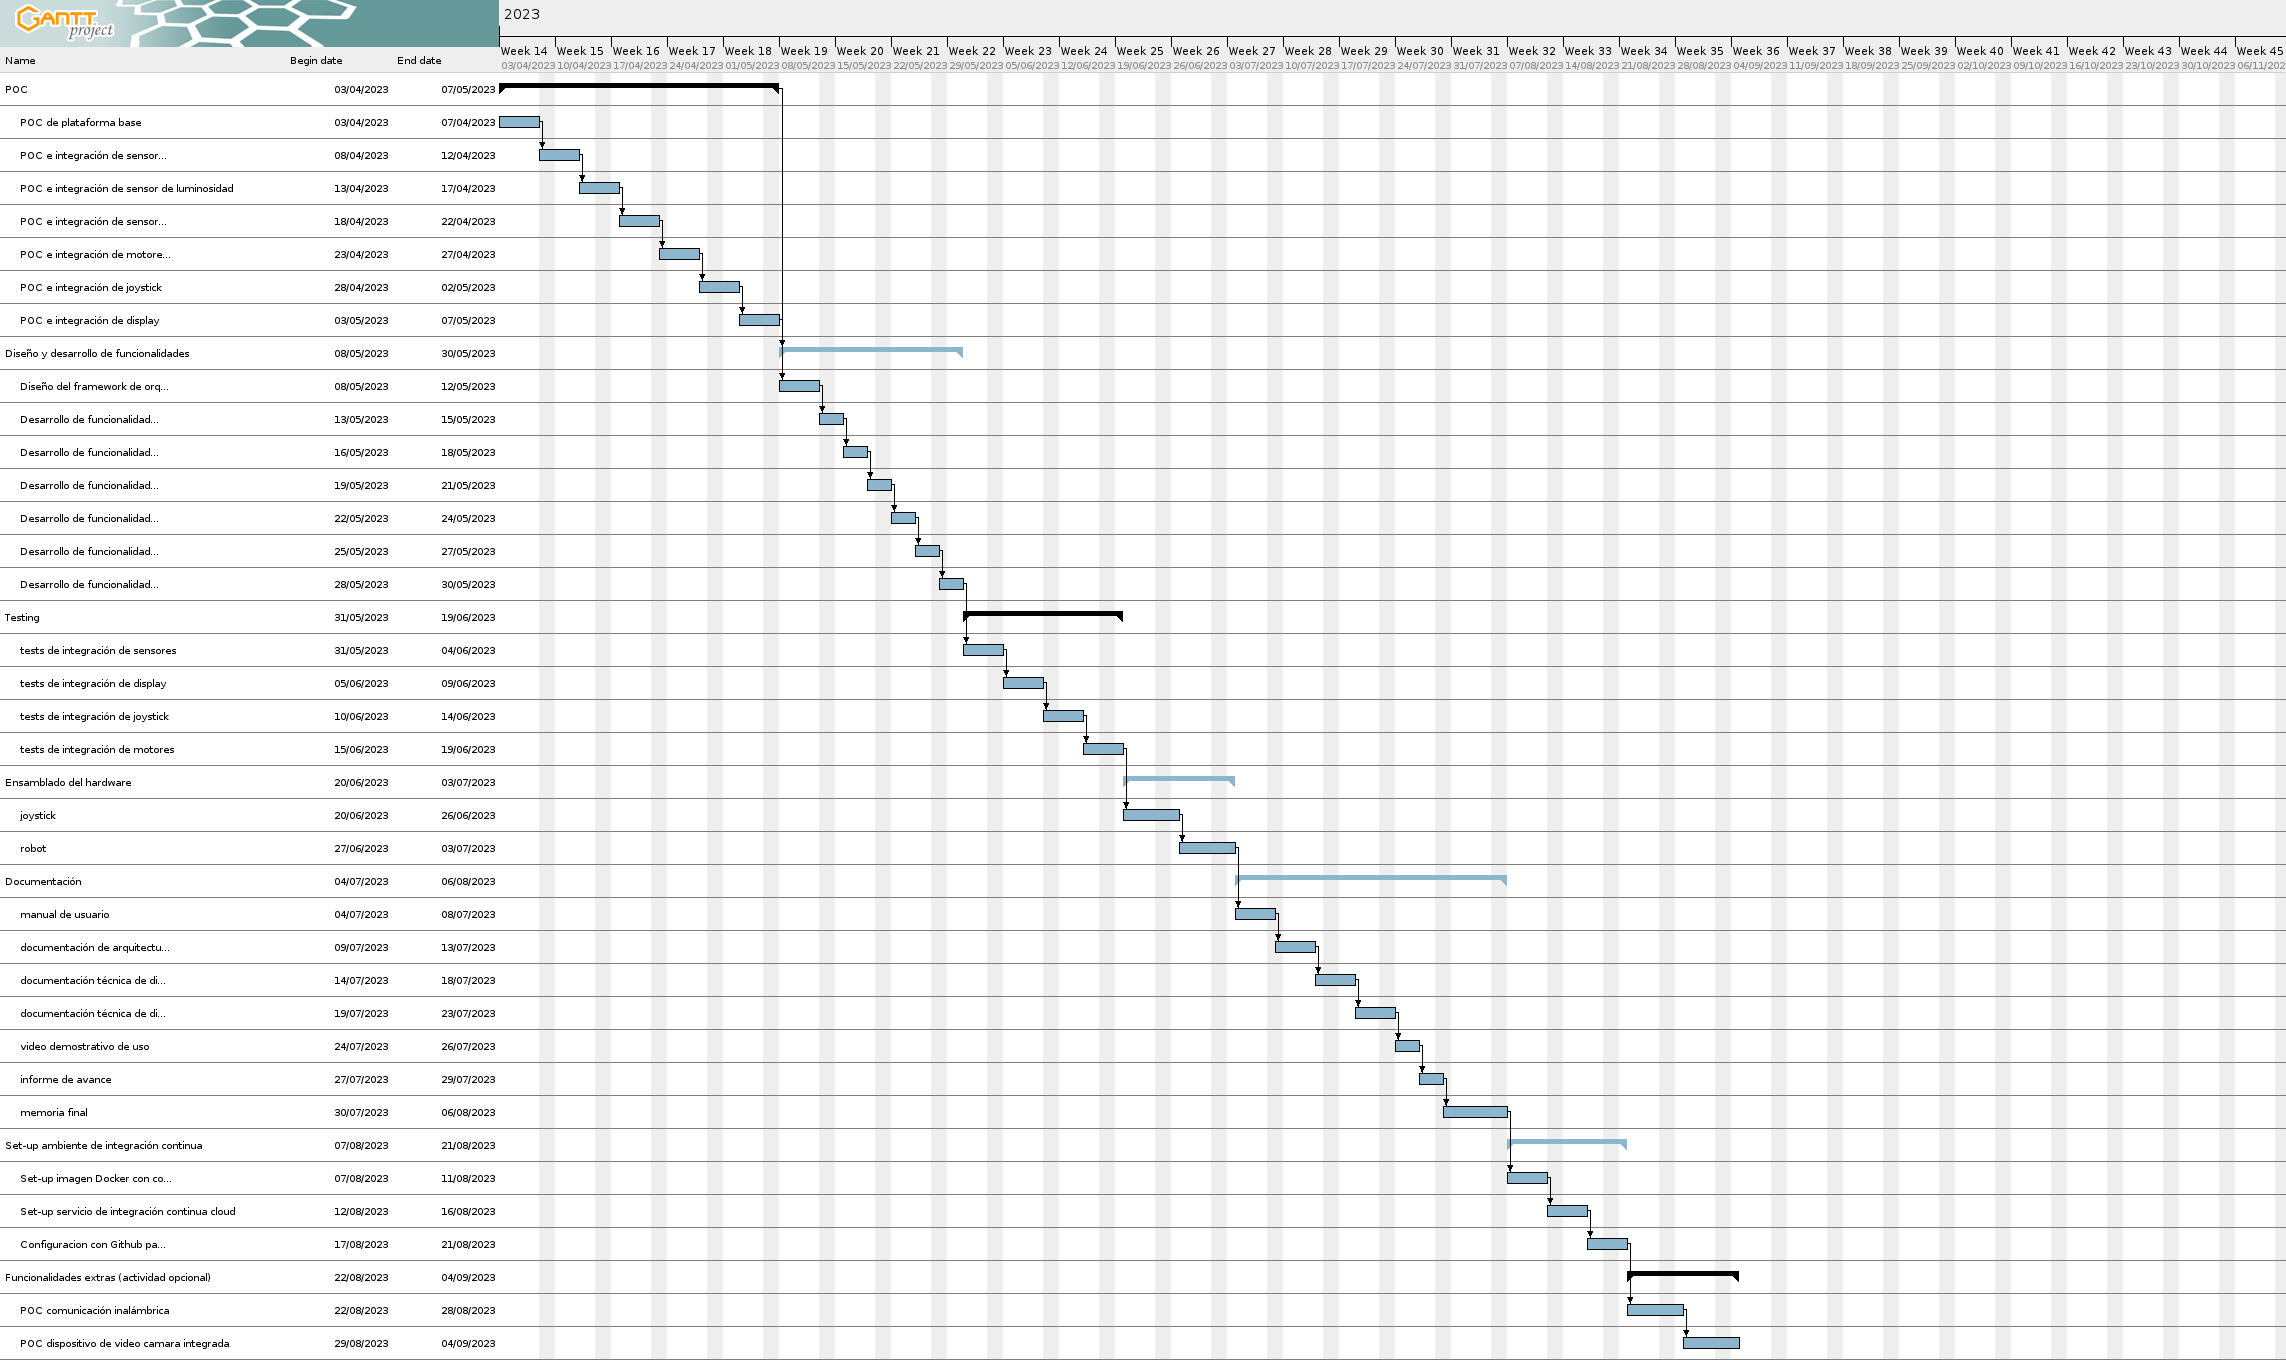 GANTT project
2023
Week 14 Week 15 Week 16 Week 17 Week 18 Week 19 Week 20 Week 21 Week 22 Week 23 Week 24 Week 25 Week 26 Week 27 Week 28 Week 29 Week 30 Week 31 Week 32 Week 33 Week 34 Week 35 Week 36 Week 37 Week 38 Week 39 Week 40 Week 41 Week 42 Week 43 Week 44 Week 45
Name Begin date End date
03/04/2023 10/04/2023 17/04/2023 24/04/2023 01/05/2023 08/05/2023 15/05/2023 22/05/2023 29/05/2023 05/06/2023 12/06/2023 19/06/2023 26/06/2023 03/07/2023 10/07/2023 17/07/2023 24/07/2023 31/07/2023 07/08/2023 14/08/2023 21/08/2023 28/08/2023 04/09/2023 11/09/2023 18/09/2023 25/09/2023 02/10/2023 09/10/2023 16/10/2023 23/10/2023 30/10/2023 06/11/202
POC 03/04/2023 07/05/2023
POC de plataforma base 03/04/2023 07/04/2023
POC e integración de sensor... 08/04/2023 12/04/2023
POC e integración de sensor de luminosidad 13/04/2023 17/04/2023
POC e integración de sensor... 18/04/2023 22/04/2023
POC e integración de motore... 23/04/2023 27/04/2023
POC e integración de joystick 28/04/2023 02/05/2023
POC e integración de display 03/05/2023 07/05/2023
Diseño y desarrollo de funcionalidades 08/05/2023 30/05/2023
Diseño del framework de orq... 08/05/2023 12/05/2023
Desarrollo de funcionalidad... 13/05/2023 15/05/2023
Desarrollo de funcionalidad... 16/05/2023 18/05/2023
Desarrollo de funcionalidad... 19/05/2023 21/05/2023
Desarrollo de funcionalidad... 22/05/2023 24/05/2023
Desarrollo de funcionalidad... 25/05/2023 27/05/2023
Desarrollo de funcionalidad... 28/05/2023 30/05/2023
Testing 31/05/2023 19/06/2023
tests de integración de sensores 31/05/2023 04/06/2023
tests de integración de display 05/06/2023 09/06/2023
tests de integración de joystick 10/06/2023 14/06/2023
tests de integración de motores 15/06/2023 19/06/2023
Ensamblado del hardware 20/06/2023 03/07/2023
joystick 20/06/2023 26/06/2023
robot 27/06/2023 03/07/2023
Documentación 04/07/2023 06/08/2023
manual de usuario 04/07/2023 08/07/2023
documentación de arquitectu... 09/07/2023 13/07/2023
documentación técnica de di... 14/07/2023 18/07/2023
documentación técnica de di... 19/07/2023 23/07/2023
video demostrativo de uso 24/07/2023 26/07/2023
informe de avance 27/07/2023 29/07/2023
memoria final 30/07/2023 06/08/2023
Set-up ambiente de integración continua 07/08/2023 21/08/2023
Set-up imagen Docker con co... 07/08/2023 11/08/2023
Set-up servicio de integración continua cloud 12/08/2023 16/08/2023
Configuracion con Github pa... 17/08/2023 21/08/2023
Funcionalidades extras (actividad opcional) 22/08/2023 04/09/2023
POC comunicación inalámbrica 22/08/2023 28/08/2023
POC dispositivo de video camara integrada 29/08/2023 04/09/2023